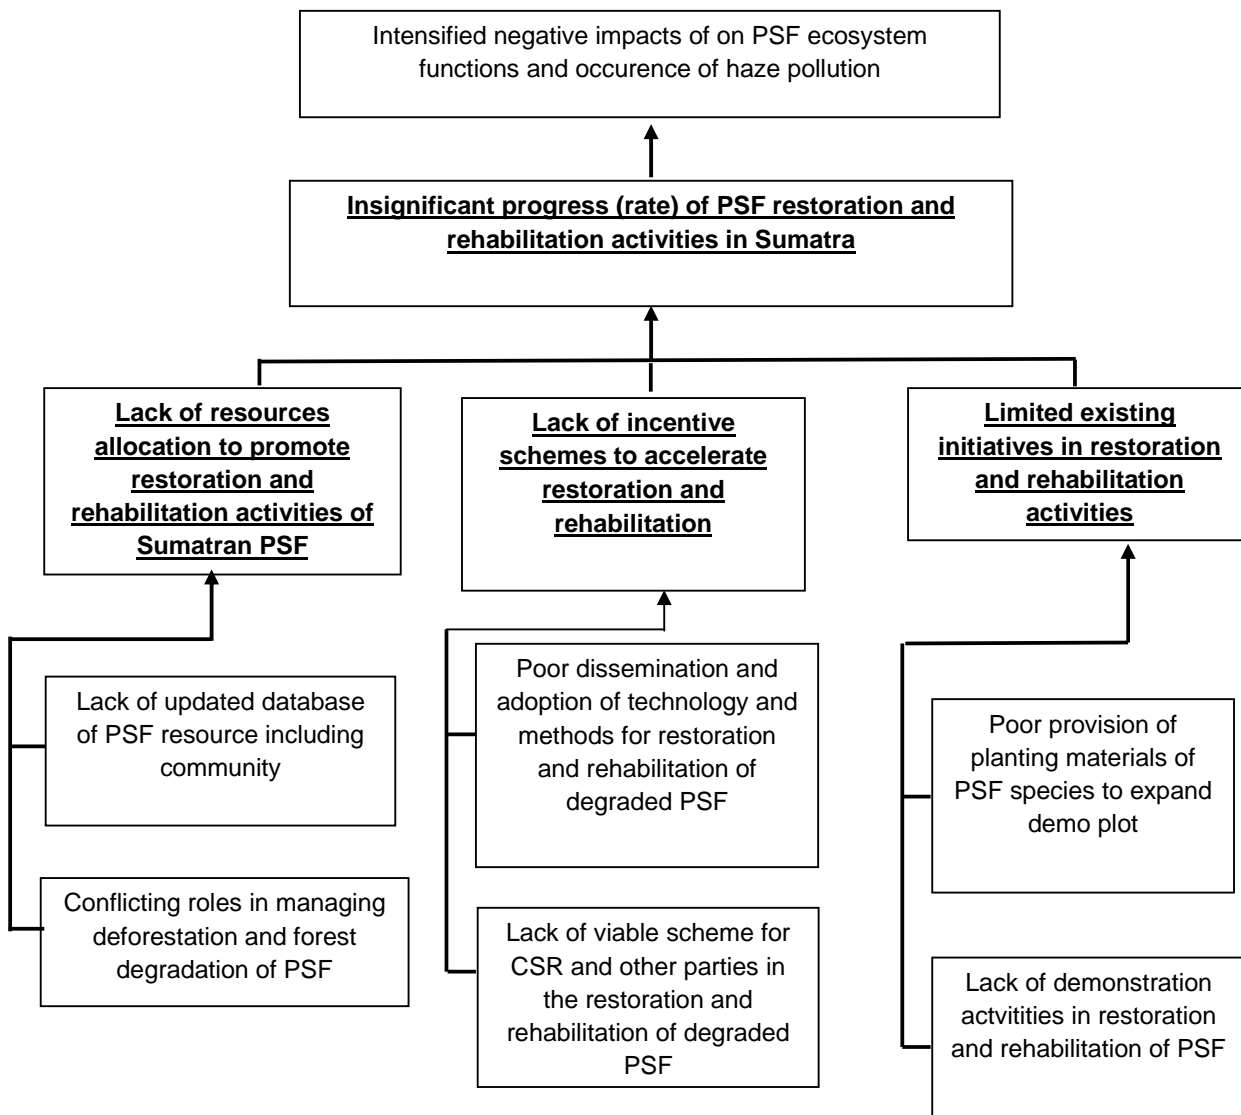 Intensified negative impacts of on PSF ecosystem
functions and occurence of haze pollution
Insignificant progress (rate) of PSF restoration and
rehabilitation activities in Sumatra
Lack of resources
allocation to promote
restoration and
rehabilitation activities of
Sumatran PSF
Lack of incentive
schemes to accelerate
restoration and
rehabilitation
Limited existing
initiatives in restoration
and rehabilitation
activities
Lack of updated database
of PSF resource including
community
Conflicting roles in managing
deforestation and forest
degradation of PSF
Poor dissemination and
adoption of technology and
methods for restoration
and rehabilitation of
degraded PSF
Lack of viable scheme for
CSR and other parties in
the restoration and
rehabilitation of degraded
PSF
Poor provision of
planting materials of
PSF species to expand
demo plot
Lack of demonstration
actvitities in restoration
and rehabilitation of PSF